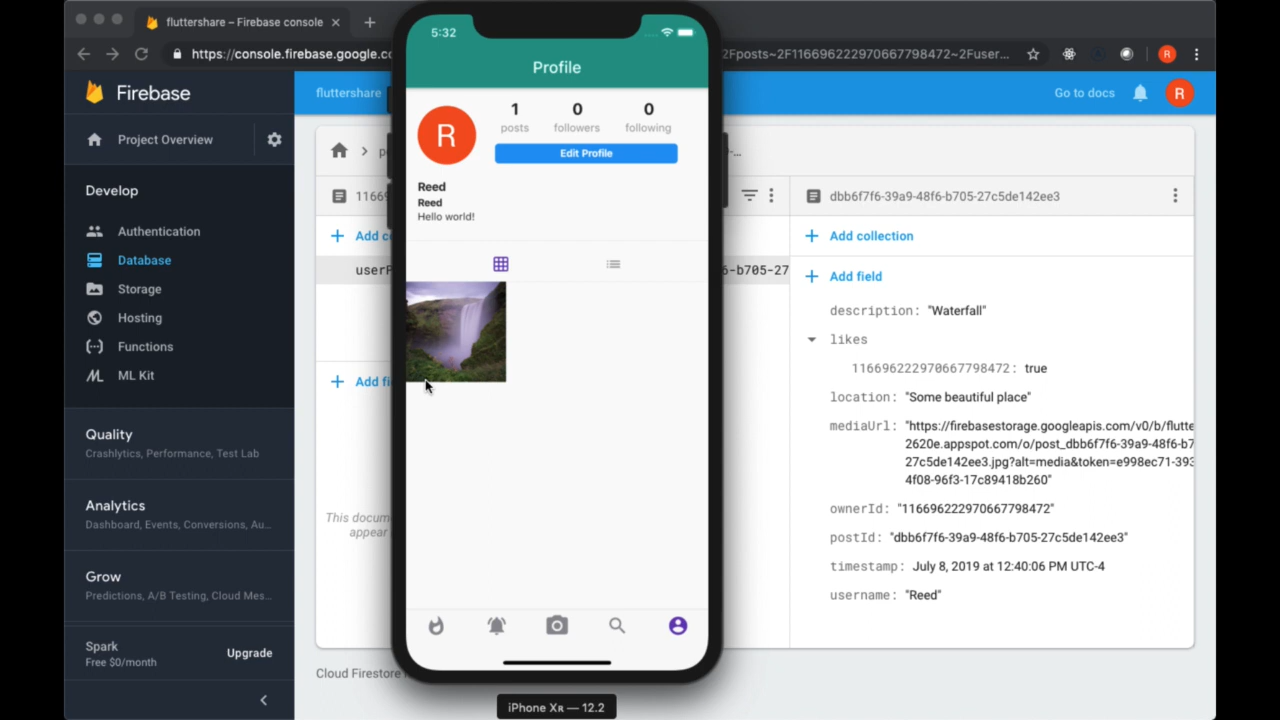 fluttershare – Firebase console
https://console.firebase.google.c
2Fposts~2F116696222970667798472~2Fuser...
R
Firebase
fluttershare
Go to docs
R
Project Overview
Develop
Authentication
Database
Storage
Hosting
Functions
ML Kit
Quality
Crashlytics, Performance, Test Lab
Analytics
Dashboard, Events, Conversions, Au...
Grow
Predictions, A/B Testing, Cloud Mes...
Spark
Free $0/month
Upgrade
11669
Add co
userP
Add fi
This docum
appear
Cloud Firestore
5:32
Profile
R
1
posts
0
followers
0
following
Edit Profile
Reed
Reed
Hello world!
iPhone Xʀ — 12.2
6-b705-27
dbb6f7f6-39a9-48f6-b705-27c5de142ee3
Add collection
Add field
description: "Waterfall"
likes
116696222970667798472: true
location: "Some beautiful place"
mediaUrl: "https://firebasestorage.googleapis.com/v0/b/flutte
2620e.appspot.com/o/post_dbb6f7f6-39a9-48f6-b7
27c5de142ee3.jpg?alt=media&token=e998ec71-393
4f08-96f3-17c89418b260"
ownerId: "116696222970667798472"
postId: "dbb6f7f6-39a9-48f6-b705-27c5de142ee3"
timestamp: July 8, 2019 at 12:40:06 PM UTC-4
username: "Reed"